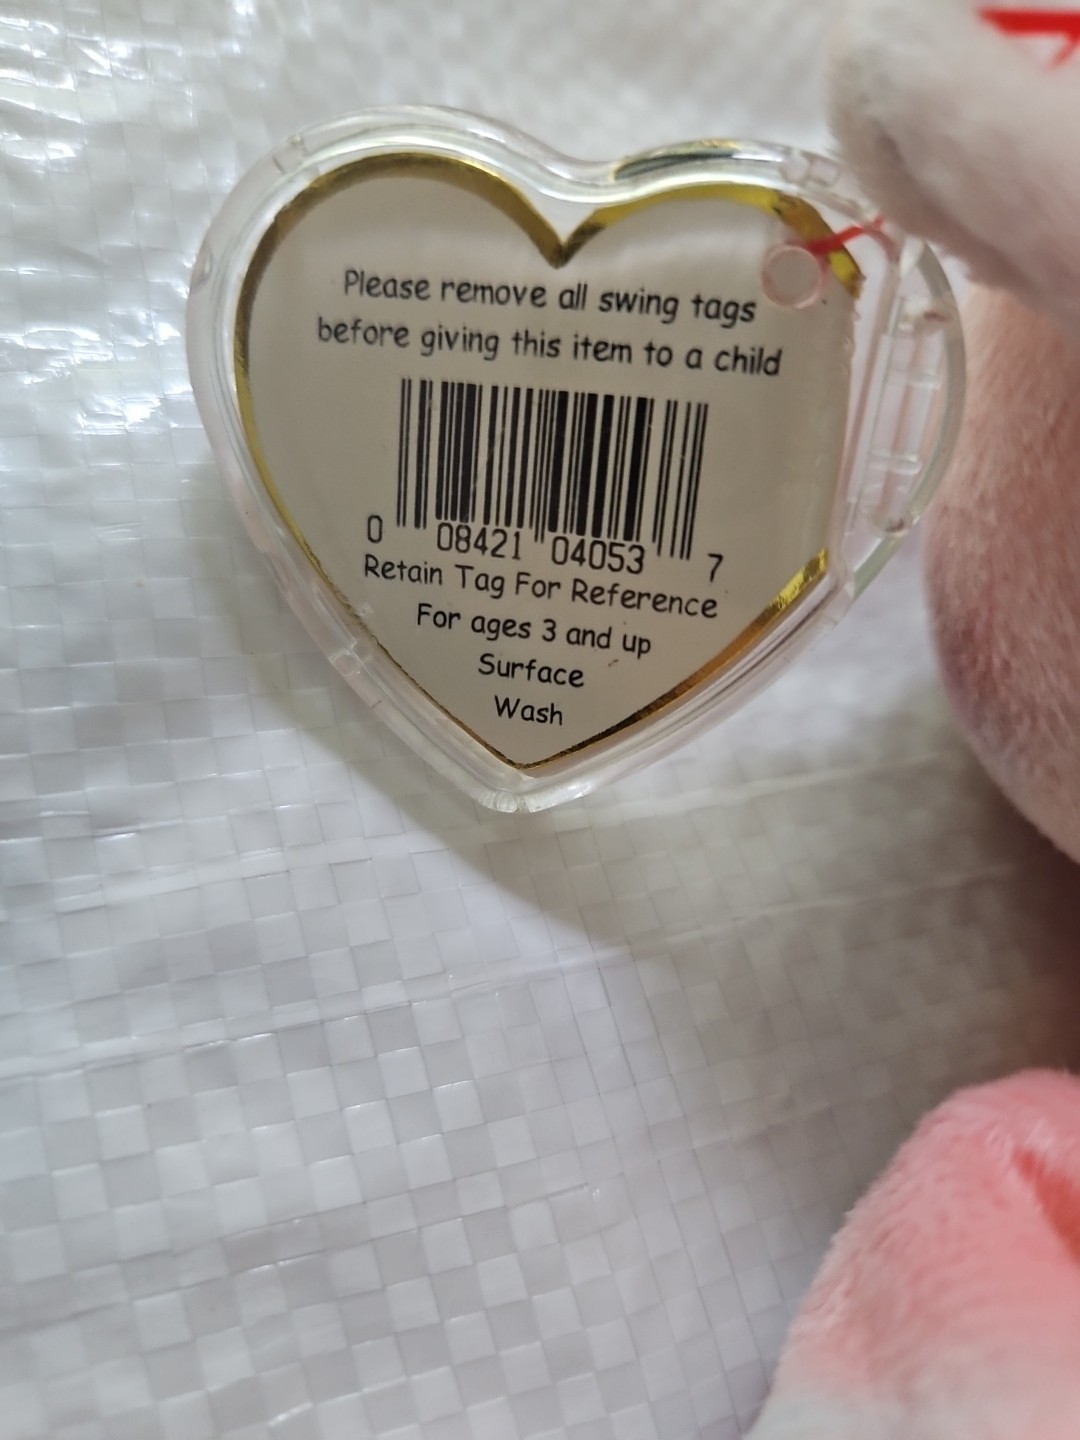 Please remove all swing tags
before giving this item to a child
0 08421 04053 7
Retain Tag For Reference
For ages 3 and up
Surface
Wash